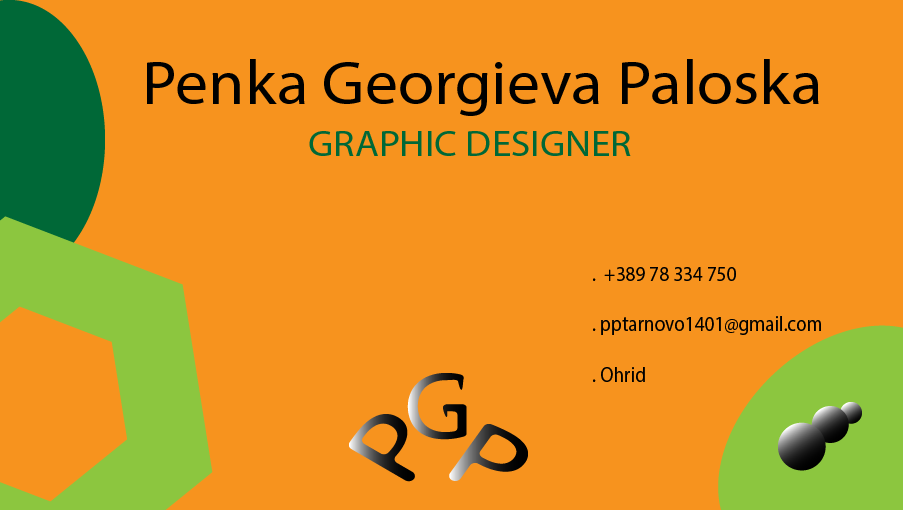 Penka Georgieva Paloska
GRAPHIC DESIGNER
. +389 78 334 750
. pptarnovo1401@gmail.com
. Ohrid
PGP